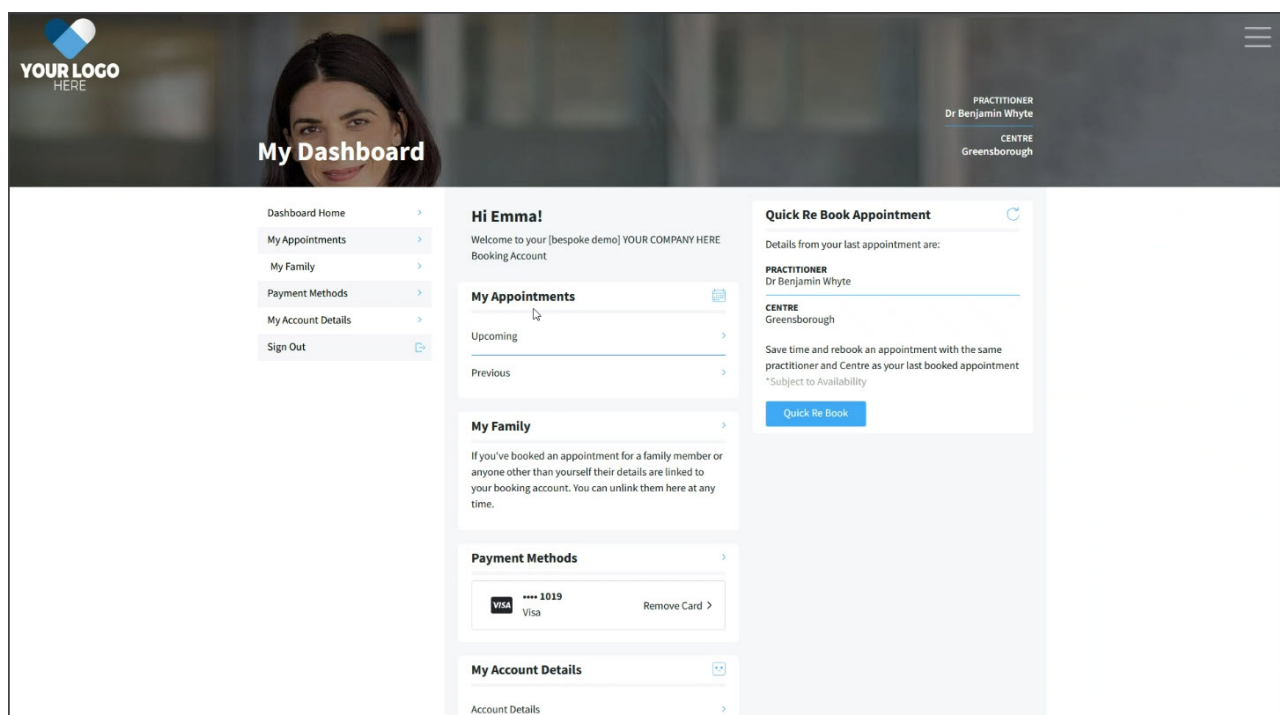 YOUR LOGO
HERE
PRACTITIONER
Dr Benjamin Whyte
CENTRE
Greensborough
My Dashboard
Dashboard Home
My Appointments
My Family
Payment Methods
My Account Details
Sign Out
Hi Emma!
Welcome to your [bespoke demo] YOUR COMPANY HERE
Booking Account
My Appointments
Upcoming
Previous
My Family
If you've booked an appointment for a family member or
anyone other than yourself their details are linked to
your booking account. You can unlink them here at any
time.
Payment Methods
VISA
•••• 1019
Visa
Remove Card
My Account Details
Account Details
Quick Re Book Appointment
Details from your last appointment are:
PRACTITIONER
Dr Benjamin Whyte
CENTRE
Greensborough
Save time and rebook an appointment with the same
practitioner and Centre as your last booked appointment
*Subject to Availability
Quick Re Book